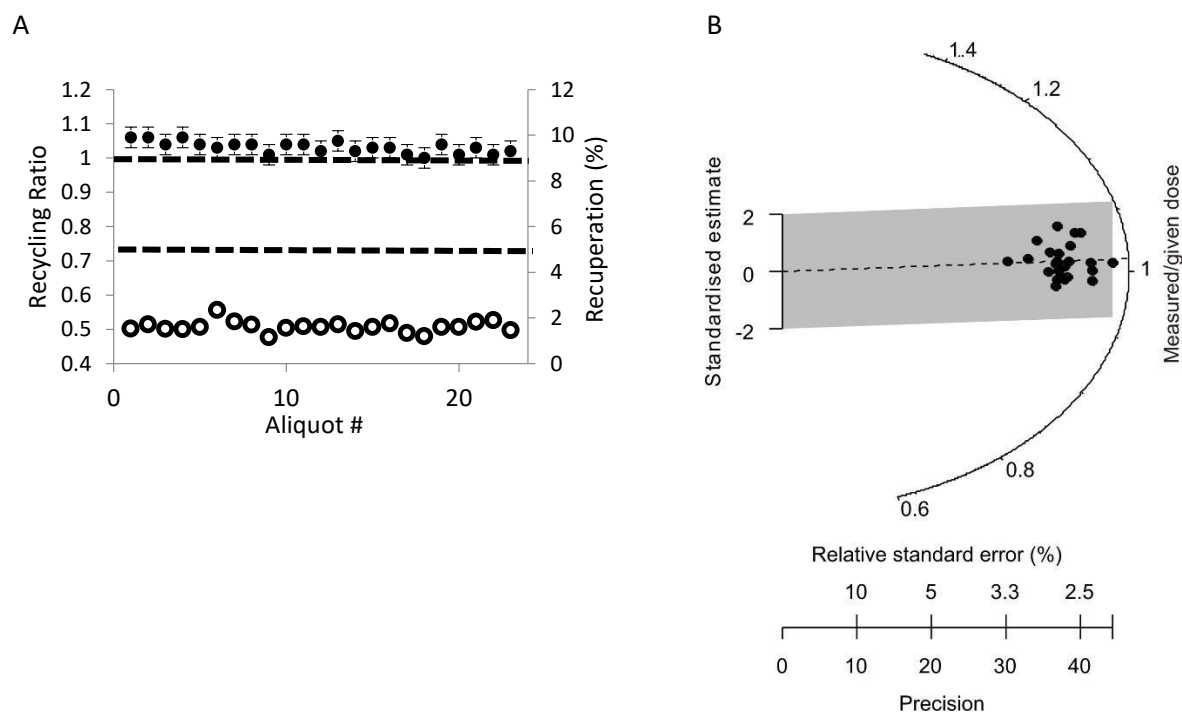 A
1.2
1.1
1
0.9
0.8
0.7
0.6
0.5
0.4
Recycling Ratio
12
10
8
6
4
2
0
Recuperation (%)
0
10
20
Aliquot #
B
1.4
1.2
1
0.8
0.6
Measured/given dose
2
0
-2
Standardised estimate
Relative standard error (%)
10 5 3.3 2.5
0 10 20 30 40
Precision